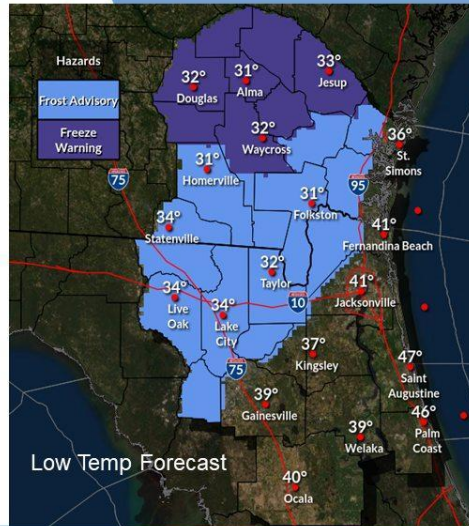 Hazards
Frost Advisory
Freeze
Warning
33°
Jesup
31°
Alma
32°
Douglas
32°
Waycross
36°
St.
Simons
31°
Homerville
75
95
31°
Folkston
34°
Statenville
41°
Fernandina Beach
32°
Taylor
41°
Jacksonville
34°
Live
Oak
34°
Lake
City
10
37°
Kingsley
75
47°
Saint
Augustine
39°
Gainesville
46°
Palm
Coast
39°
Welaka
Low Temp Forecast
40°
Ocala